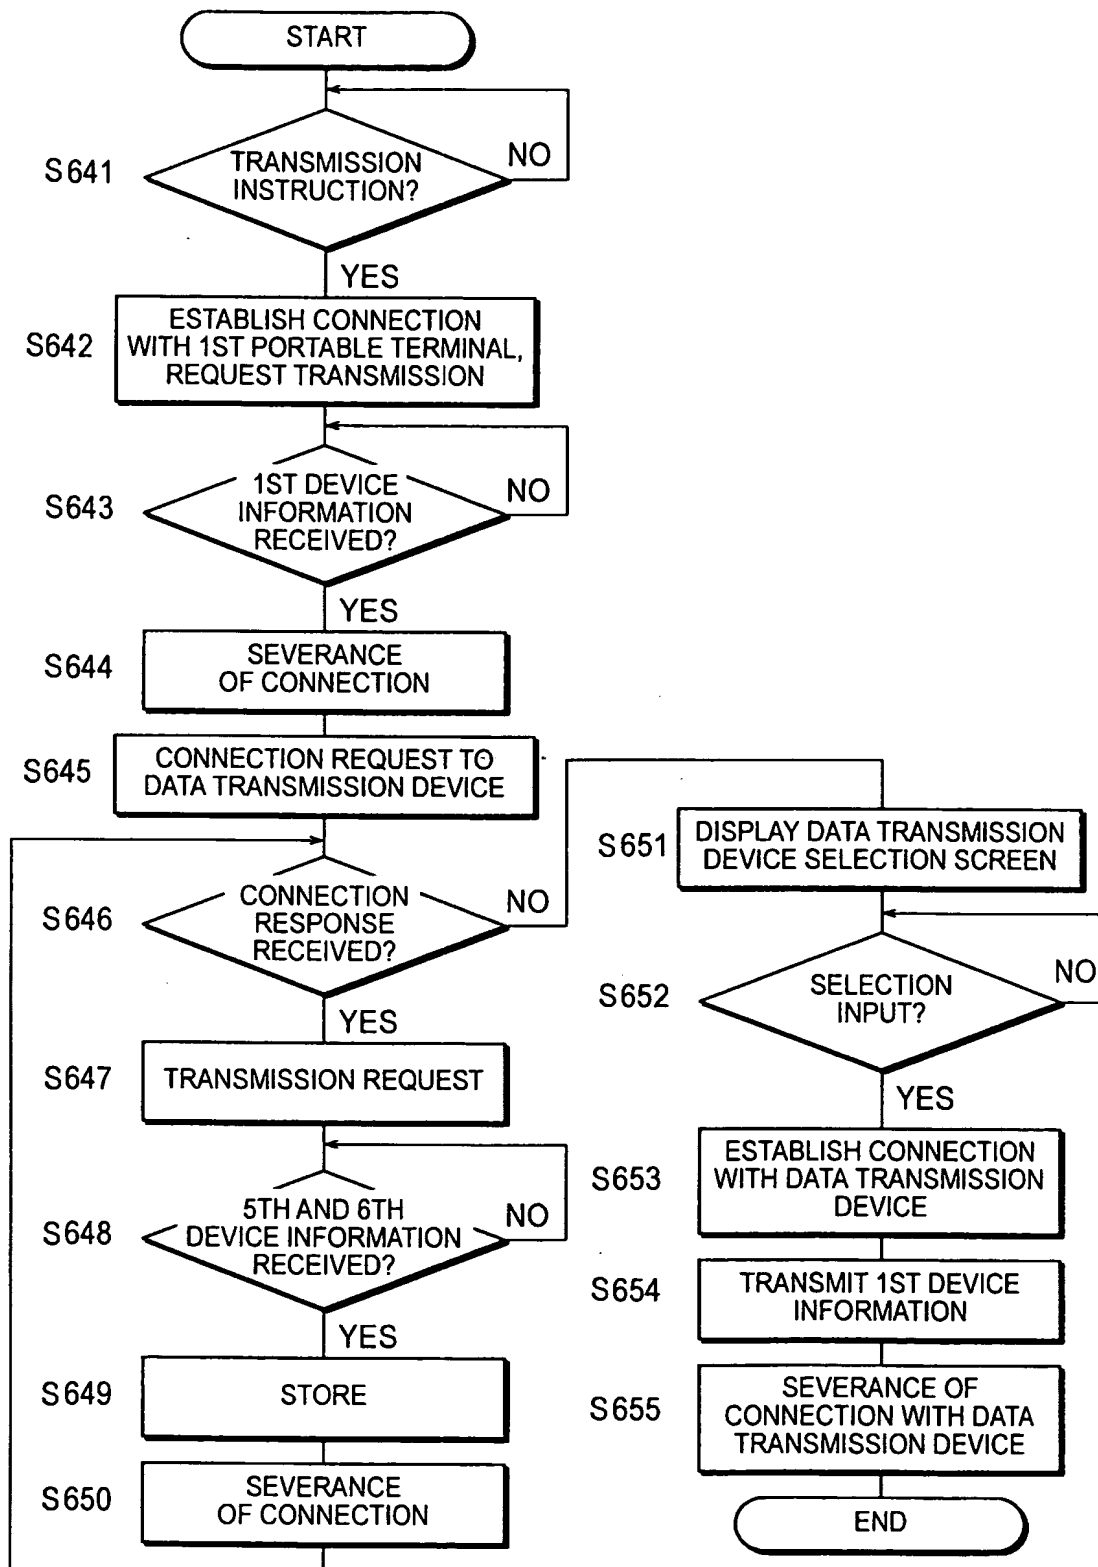 START
S641
TRANSMISSION
INSTRUCTION?
NO
YES
S642
ESTABLISH CONNECTION
WITH 1ST PORTABLE TERMINAL,
REQUEST TRANSMISSION
S643
1ST DEVICE
INFORMATION
RECEIVED?
NO
YES
S644
SEVERANCE
OF CONNECTION
S645
CONNECTION REQUEST TO
DATA TRANSMISSION DEVICE
S646
CONNECTION
RESPONSE
RECEIVED?
NO
YES
S647
TRANSMISSION REQUEST
S648
5TH AND 6TH
DEVICE INFORMATION
RECEIVED?
NO
YES
S649
STORE
S650
SEVERANCE
OF CONNECTION
S651
DISPLAY DATA TRANSMISSION
DEVICE SELECTION SCREEN
S652
SELECTION
INPUT?
NO
YES
S653
ESTABLISH CONNECTION
WITH DATA TRANSMISSION
DEVICE
S654
TRANSMIT 1ST DEVICE
INFORMATION
S655
SEVERANCE OF
CONNECTION WITH DATA
TRANSMISSION DEVICE
END